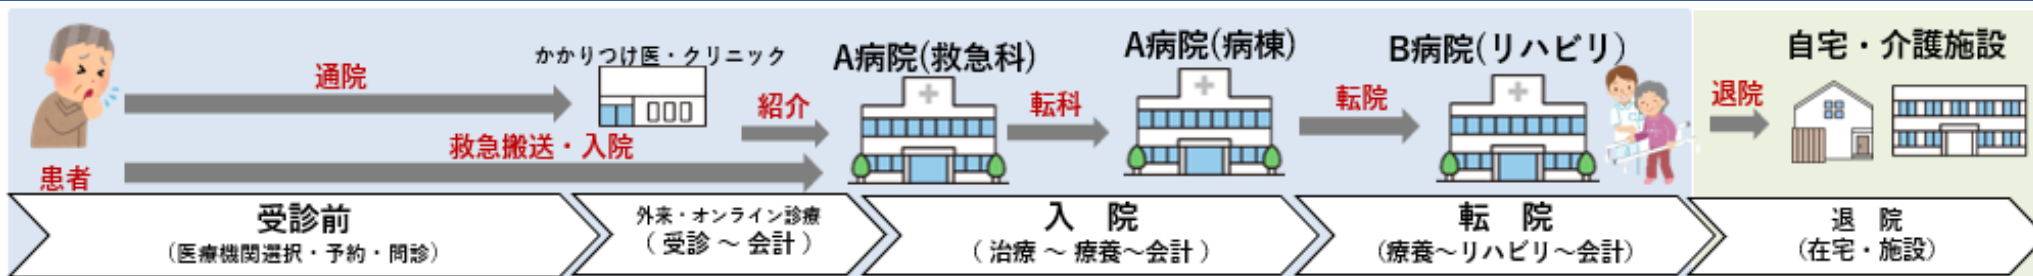 かかりつけ医・クリニック
A病院(救急科)
A病院(病棟)
B病院(リハビリ)
自宅・介護施設
通院
紹介
転科
転院
退院
救急搬送・入院
患者
受診前
(医療機関選択・予約・問診)
外来・オンライン診療
( 受診 ～ 会計 )
入 院
( 治療 ～ 療養～会計 )
転 院
(療養～リハビリ～会計)
退 院
(在宅・施設)